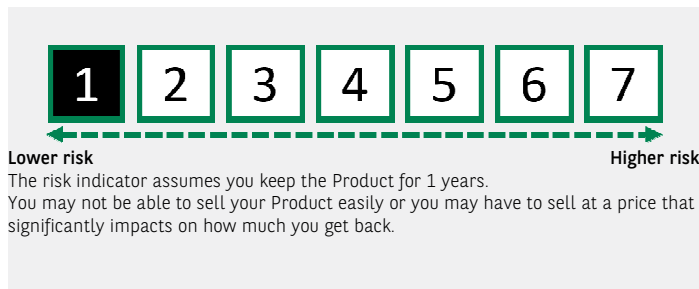 1 2 3 4 5 6 7
Lower risk Higher risk
The risk indicator assumes you keep the Product for 1 years.
You may not be able to sell your Product easily or you may have to sell at a price that
significantly impacts on how much you get back.